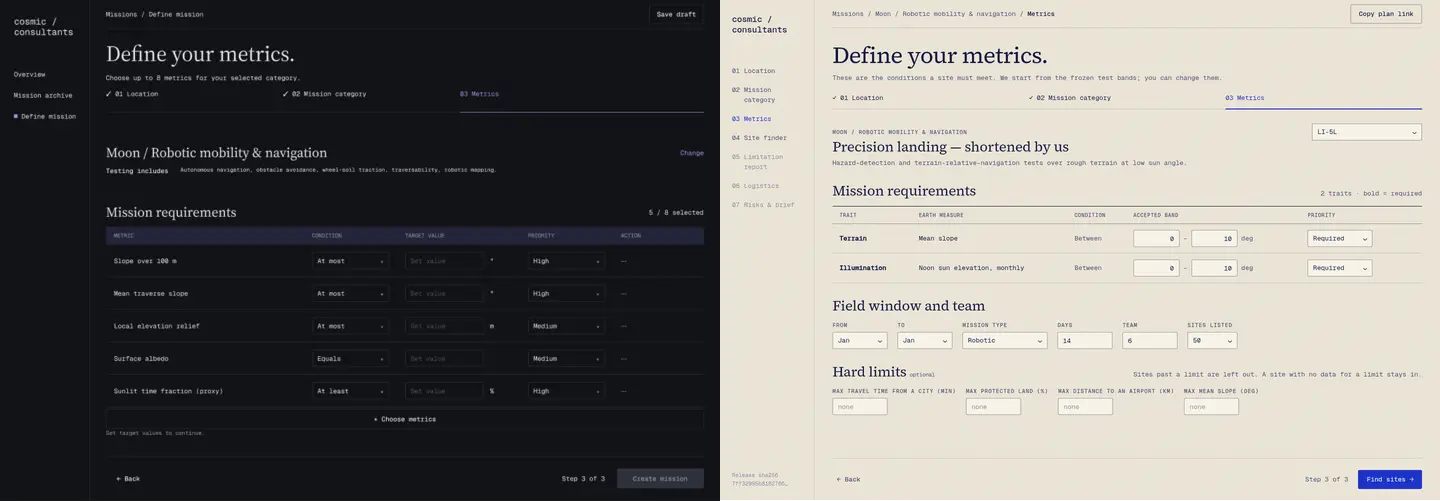 cosmic /
consultants
Overview
Mission archive
Define mission
Missions / Define mission
Save draft
Define your metrics.
Choose up to 8 metrics for your selected category.
✓ 01 Location
✓ 02 Mission category
03 Metrics
Moon / Robotic mobility & navigation
Change
Testing includes Autonomous navigation, obstacle avoidance, wheel-soil traction, traversability, robotic mapping.
Mission requirements
5 / 8 selected
METRIC CONDITION TARGET VALUE PRIORITY ACTION
Slope over 100 m At most Set value ° High —
Mean traverse slope At most Set value ° High —
Local elevation relief At most Set value m Medium —
Surface albedo Equals Set value Medium —
Sunlit time fraction (proxy) At least Set value % High —
+ Choose metrics
Set target values to continue.
← Back
Step 3 of 3
Create mission
cosmic /
consultants
01 Location
02 Mission
category
03 Metrics
04 Site finder
05 Limitation
report
06 Logistics
07 Risks & brief
Release sha256
Missions / Moon / Robotic mobility & navigation / Metrics
Copy plan link
Define your metrics.
These are the conditions a site must meet. We start from the frozen test bands; you can change them.
✓ 01 Location
✓ 02 Mission category
03 Metrics
MOON / ROBOTIC MOBILITY & NAVIGATION
LI-5L
Precision landing — shortened by us
Hazard-detection and terrain-relative-navigation tests over rough terrain at low sun angle.
Mission requirements
2 traits · bold = required
TRAIT EARTH MEASURE CONDITION ACCEPTED BAND PRIORITY
Terrain Mean slope Between 0 – 10 deg Required
Illumination Noon sun elevation, monthly Between 0 – 10 deg Required
Field window and team
FROM TO MISSION TYPE DAYS TEAM SITES LISTED
Jan Jan Robotic 14 6 50
Hard limits optional
Sites past a limit are left out. A site with no data for a limit stays in.
MAX TRAVEL TIME FROM A CITY (MIN) MAX PROTECTED LAND (%) MAX DISTANCE TO AN AIRPORT (KM) MAX MEAN SLOPE (DEG)
none none none none
← Back
Step 3 of 3
Find sites →